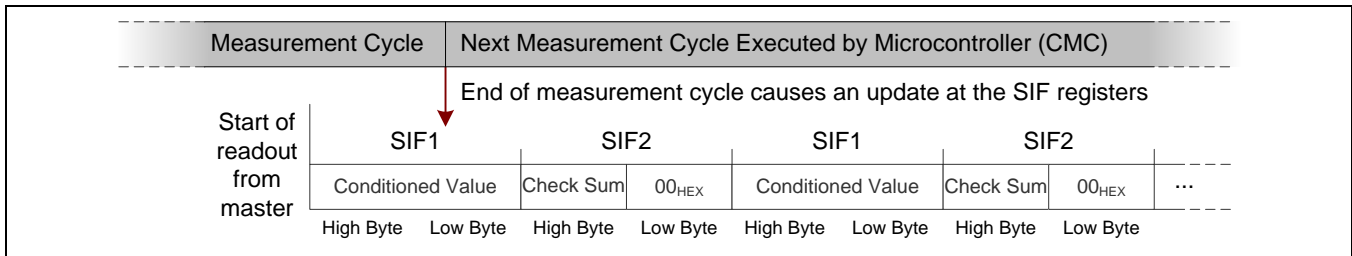 Measurement Cycle
Next Measurement Cycle Executed by Microcontroller (CMC)
End of measurement cycle causes an update at the SIF registers
Start of
readout
from
master
SIF1 SIF2 SIF1 SIF2
Conditioned Value Check Sum 00HEX Conditioned Value Check Sum 00HEX ...
High Byte Low Byte High Byte Low Byte High Byte Low Byte High Byte Low Byte